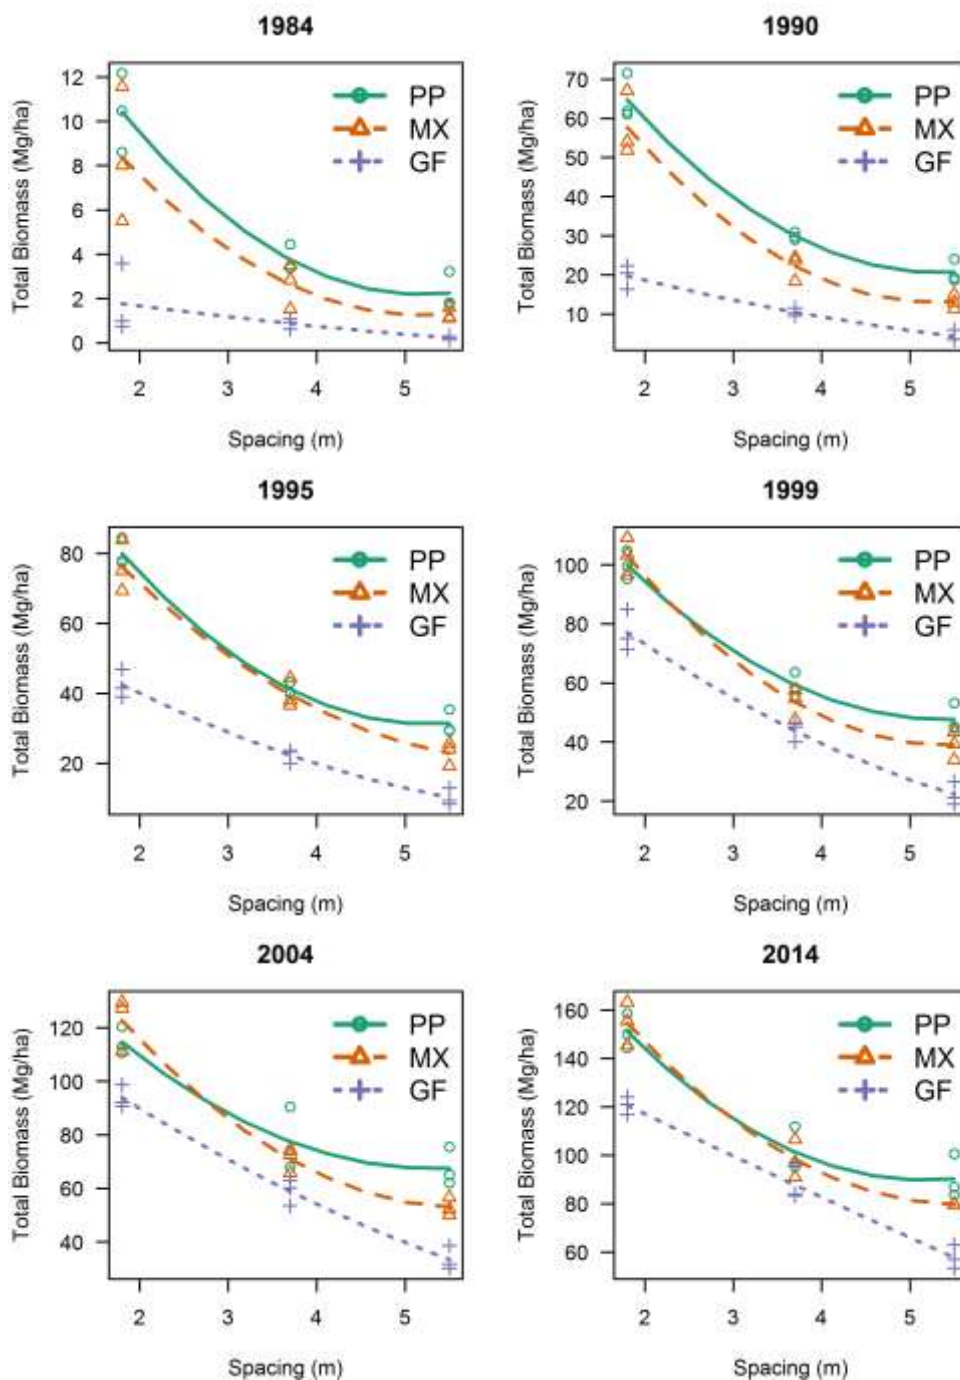 1984
Total Biomass (Mg/ha)
12
10
8
6
4
2
0
PP
MX
GF
2 3 4 5
Spacing (m)
1990
Total Biomass (Mg/ha)
70
60
50
40
30
20
10
PP
MX
GF
2 3 4 5
Spacing (m)
1995
Total Biomass (Mg/ha)
80
60
40
20
PP
MX
GF
2 3 4 5
Spacing (m)
1999
Total Biomass (Mg/ha)
100
80
60
40
20
PP
MX
GF
2 3 4 5
Spacing (m)
2004
Total Biomass (Mg/ha)
120
100
80
60
40
PP
MX
GF
2 3 4 5
Spacing (m)
2014
Total Biomass (Mg/ha)
160
140
120
100
80
60
PP
MX
GF
2 3 4 5
Spacing (m)